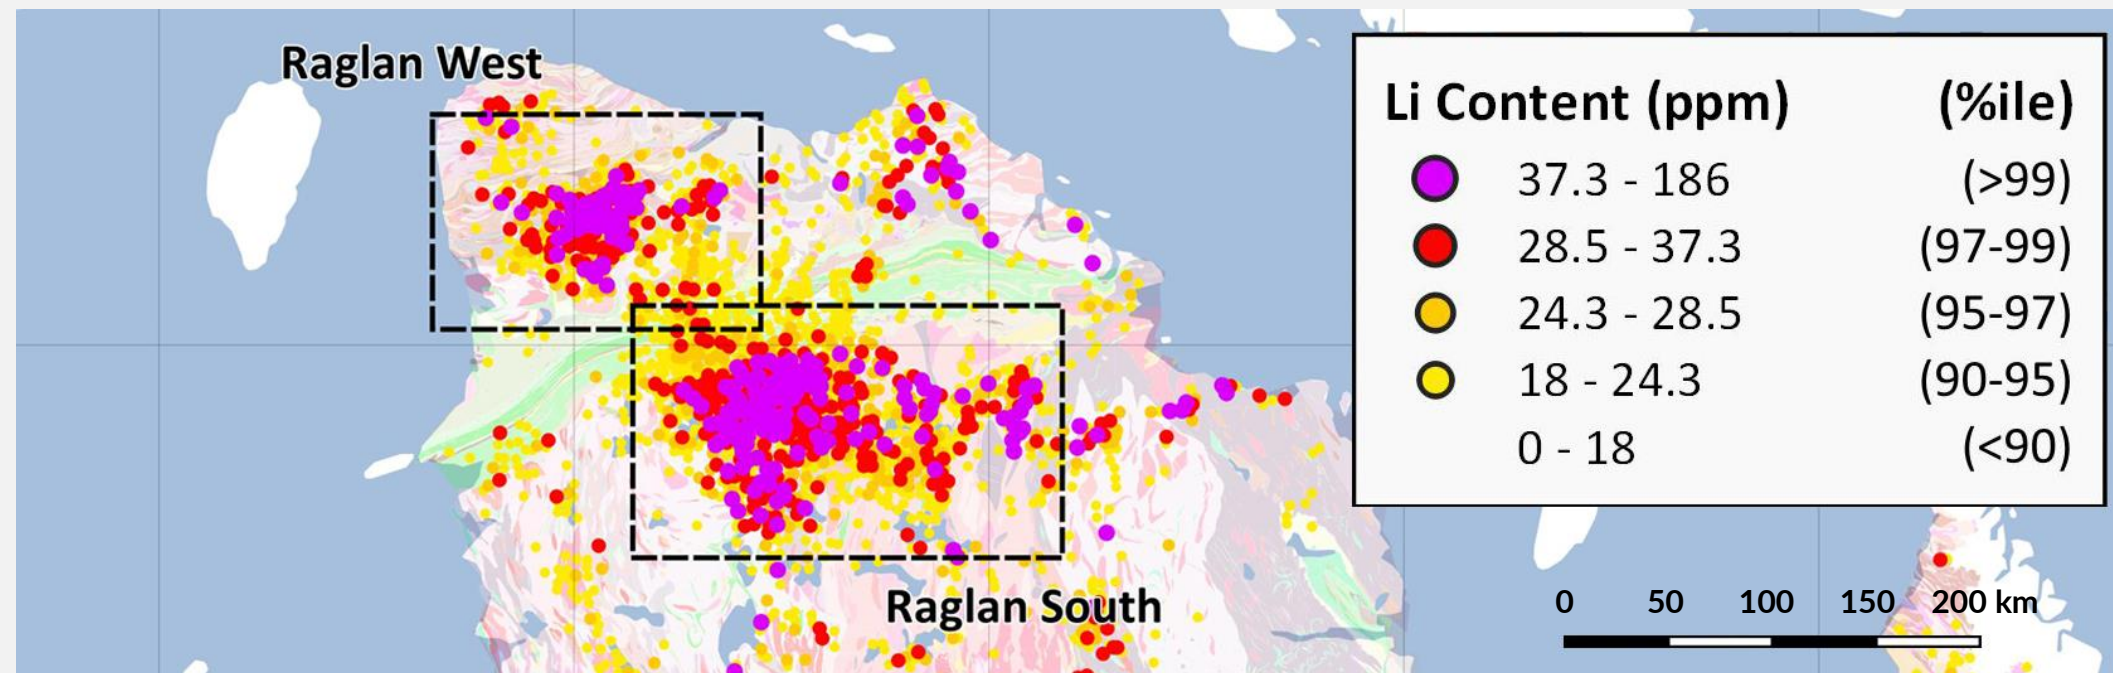 Raglan West
Li Content (ppm) (%ile)
37.3 - 186 (>99)
28.5 - 37.3 (97-99)
24.3 - 28.5 (95-97)
18 - 24.3 (90-95)
0 - 18 (<90)
Raglan South
0 50 100 150 200 km